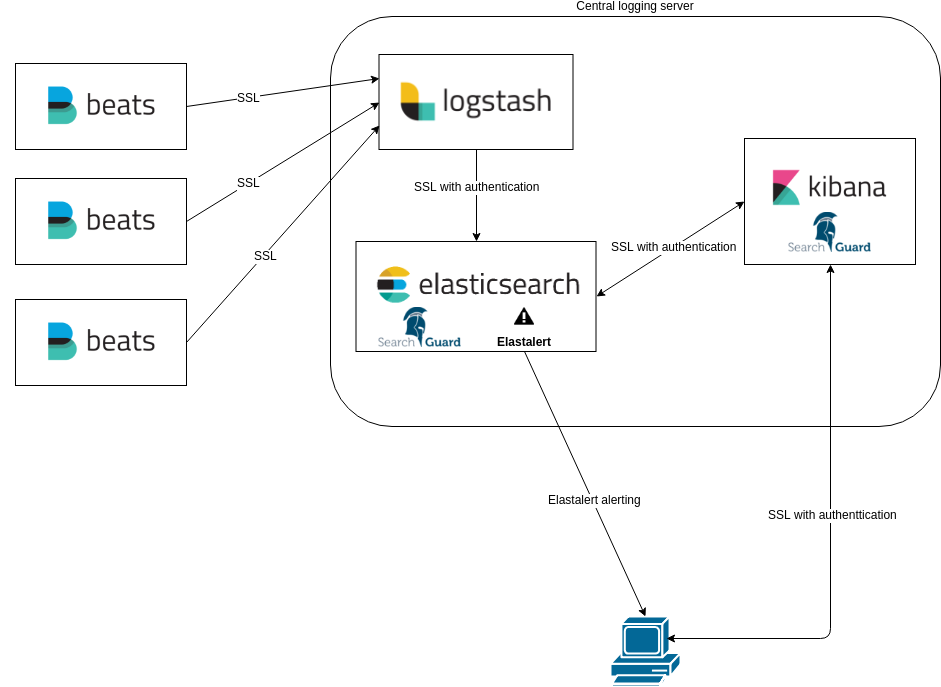 Central logging server
beats
SSL
logstash
beats
SSL
SSL with authentication
kibana
Search Guard
beats
SSL
SSL with authentication
elasticsearch
Search Guard
Elastalert
Elastalert alerting
SSL with authenttication